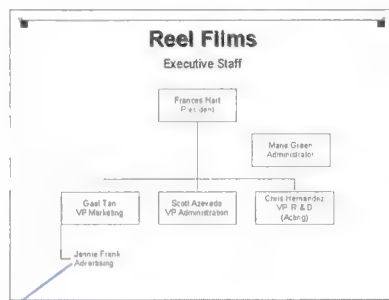 Reel Films
Executive Staff
Frances Hart
President
Maria Green
Administrator
Gael Tan
VP Marketing
Scott Azevedo
VP Administration
Chris Hernandez
VP R & D
(Acting)
Jennie Frank
Advertising